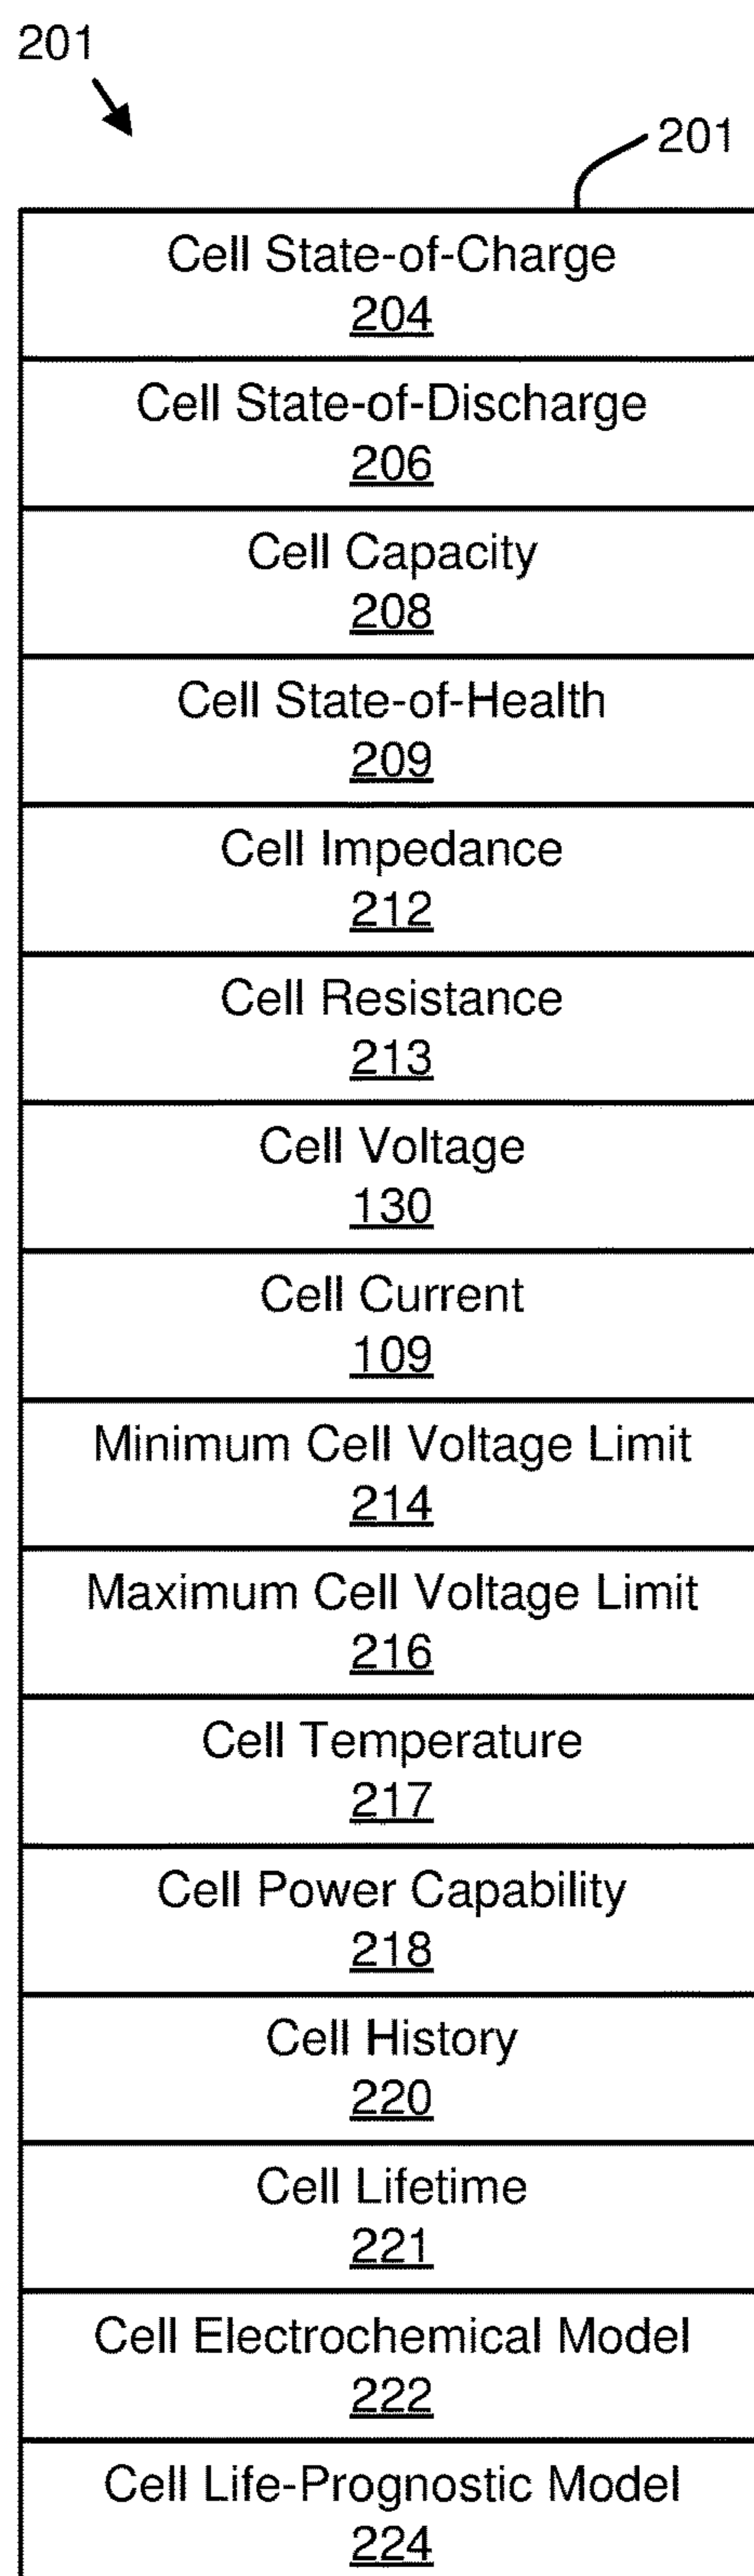 201
201
Cell State-of-Charge
204
Cell State-of-Discharge
206
Cell Capacity
208
Cell State-of-Health
209
Cell Impedance
212
Cell Resistance
213
Cell Voltage
130
Cell Current
109
Minimum Cell Voltage Limit
214
Maximum Cell Voltage Limit
216
Cell Temperature
217
Cell Power Capability
218
Cell History
220
Cell Lifetime
221
Cell Electrochemical Model
222
Cell Life-Prognostic Model
224